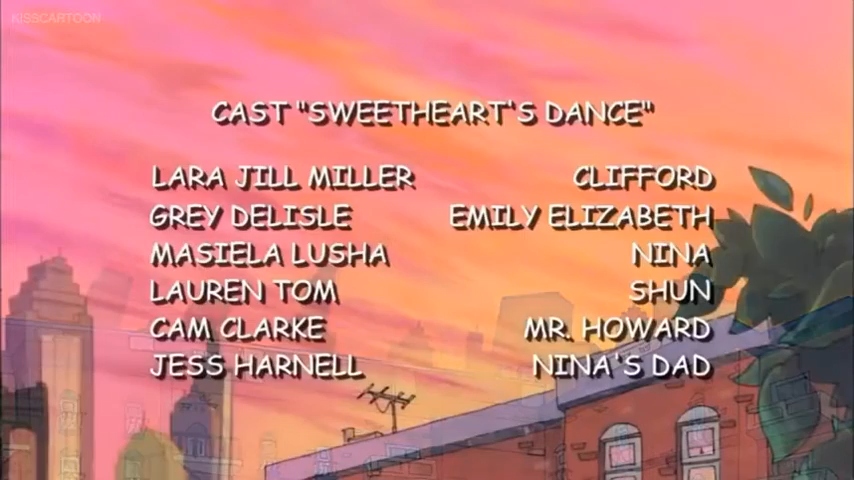 KISSCARTOON
CAST "SWEETHEART'S DANCE"
LARA JILL MILLER CLIFFORD
GREY DELISLE EMILY ELIZABETH
MASIELA LUSHA NINA
LAUREN TOM SHUN
CAM CLARKE MR. HOWARD
JESS HARNELL NINA'S DAD